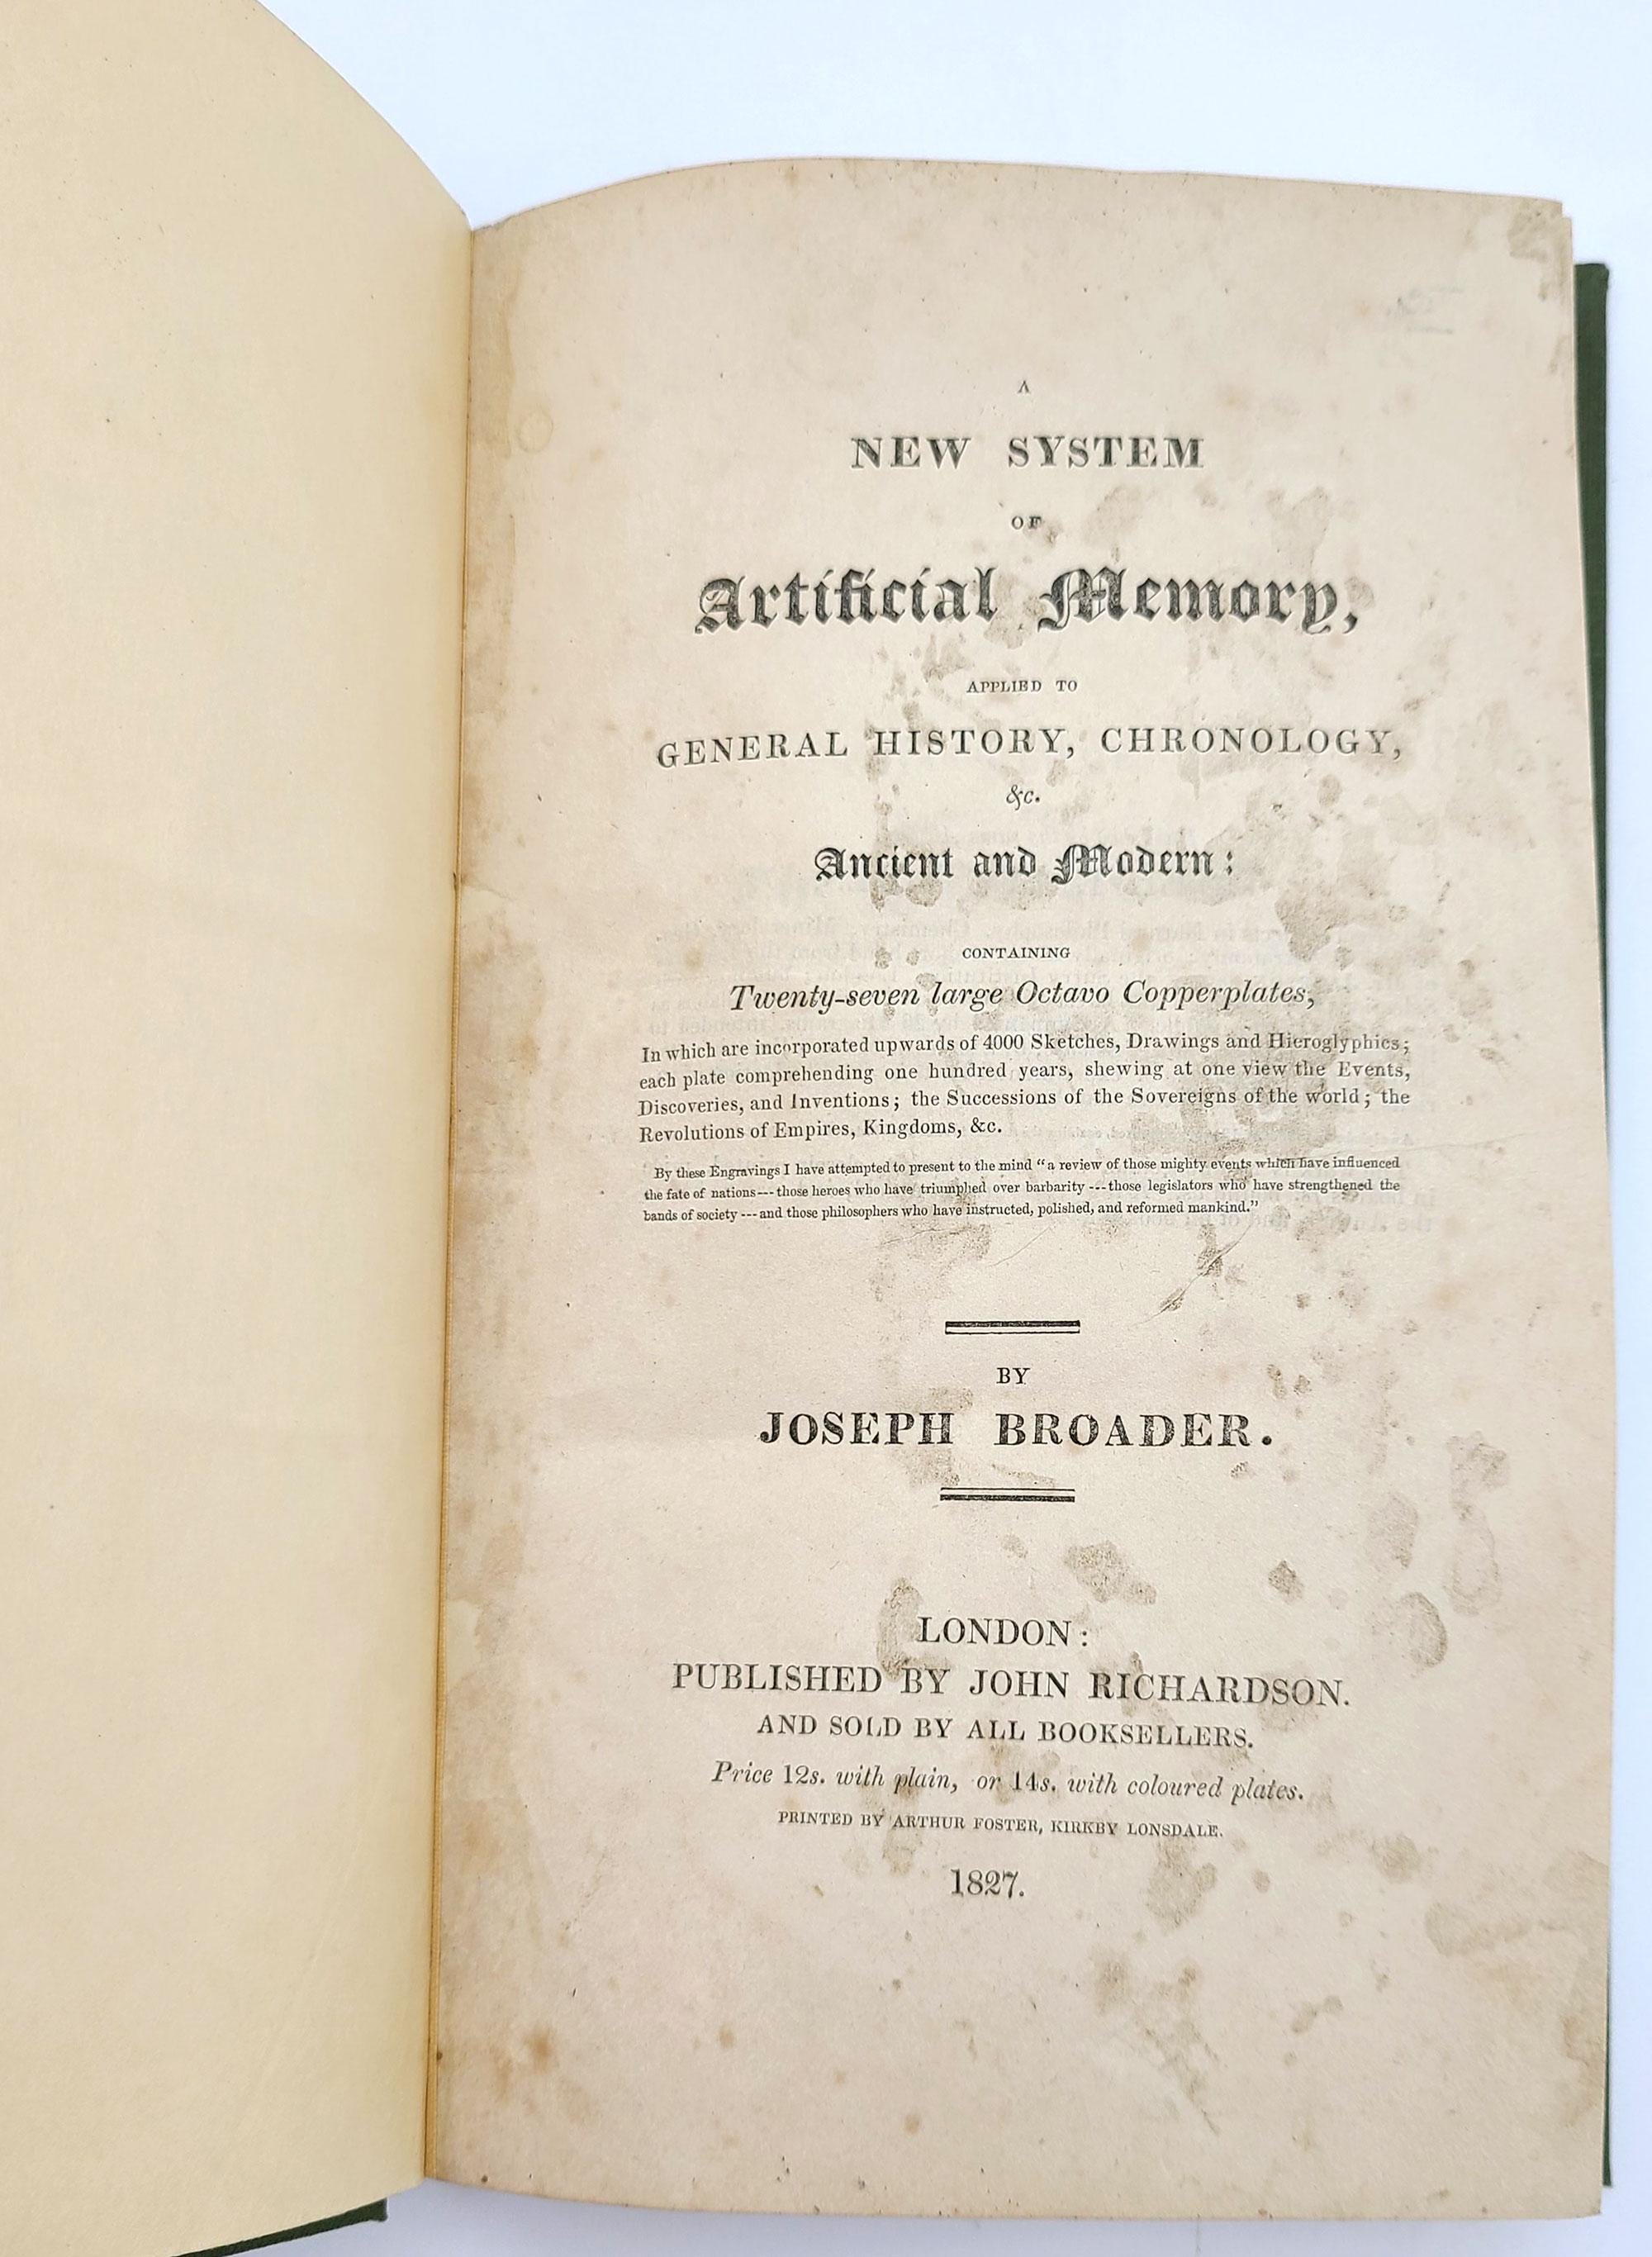 A
NEW SYSTEM
OF
Artificial Memory,
APPLIED TO
GENERAL HISTORY, CHRONOLOGY,
&c.
Ancient and Modern:
CONTAINING
Twenty-seven large Octavo Copperplates,
In which are incorporated upwards of 4000 Sketches, Drawings and Hieroglyphics;
each plate comprehending one hundred years, shewing at one view the Events,
Discoveries, and Inventions; the Successions of the Sovereigns of the world; the
Revolutions of Empires, Kingdoms, &c.
By these Engravings I have attempted to present to the mind "a review of those mighty events which have influenced
the fate of nations---those heroes who have triumphed over barbarity---those legislators who have strengthened the
bands of society---and those philosophers who have instructed, polished, and reformed mankind."
BY
JOSEPH BROADER.
LONDON:
PUBLISHED BY JOHN RICHARDSON.
AND SOLD BY ALL BOOKSELLERS.
Price 12s. with plain, or 14s. with coloured plates.
PRINTED BY ARTHUR FOSTER, KIRKBY LONSDALE.
1827.